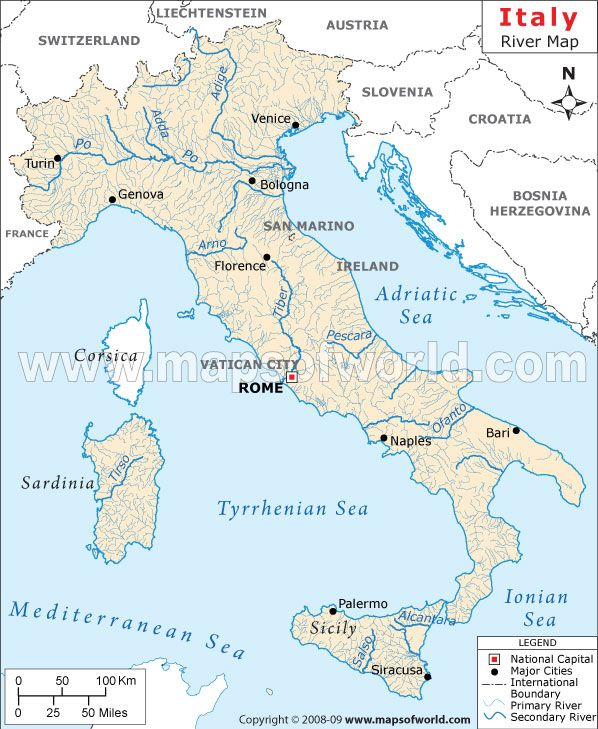 Italy
River Map
LIECHTENSTEIN
AUSTRIA
SWITZERLAND
N
SLOVENIA
CROATIA
BOSNIA
HERZEGOVINA
FRANCE
Adige
Adda
Po
Po
Venice
Turin
Genova
Bologna
SAN MARINO
Arno
Florence
IRELAND
Tiber
Adriatic
Sea
Pescara
Corsica
www.mapsofworld.com
VATICAN CITY
ROME
Ofanto
Naples
Bari
Sardinia
Tirso
Tyrrhenian Sea
Ionian
Sea
Mediterranean Sea
Palermo
Sicily
Alcantara
Salso
Siracusa
0 50 100 Km
0 25 50 Miles
LEGEND
National Capital
Major Cities
International
Boundary
Primary River
Secondary River
Copyright © 2008-09 www.mapsofworld.com